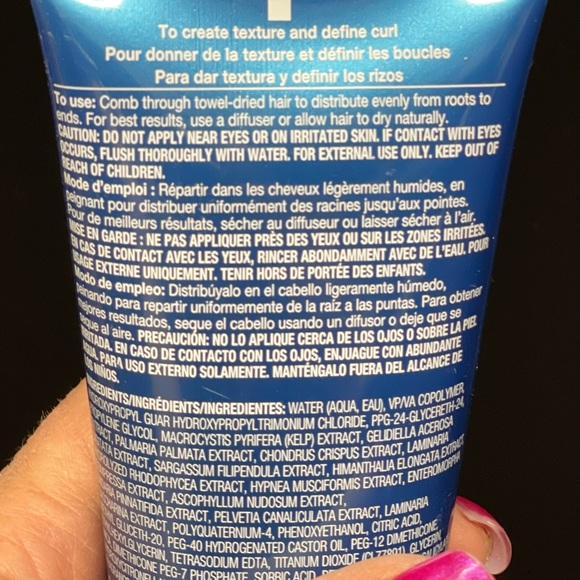 To create texture and define curl
Pour donner de la texture et définir les boucles
Para dar textura y definir los rizos
To use: Comb through towel-dried hair to distribute evenly from roots to
ends. For best results, use a diffuser or allow hair to dry naturally.
CAUTION: DO NOT APPLY NEAR EYES OR ON IRRITATED SKIN. IF CONTACT WITH EYES
OCCURS, FLUSH THOROUGHLY WITH WATER. FOR EXTERNAL USE ONLY. KEEP OUT OF
REACH OF CHILDREN.
Mode d'emploi : Répartir dans les cheveux légèrement humides, en
peignant pour distribuer uniformément des racines jusqu'aux pointes.
Pour de meilleurs résultats, sécher au diffuseur ou laisser sécher à l'air.
MISE EN GARDE : NE PAS APPLIQUER PRÈS DES YEUX OU SUR LES ZONES IRRITÉES.
EN CAS DE CONTACT AVEC LES YEUX, RINCER ABONDAMMENT AVEC DE L'EAU. POUR
USAGE EXTERNE UNIQUEMENT. TENIR HORS DE PORTÉE DES ENFANTS.
Modo de empleo: Distribúyalo en el cabello ligeramente húmedo,
peinando para repartir uniformemente de la raíz a las puntas. Para obtener
mejores resultados, seque el cabello usando un difusor o deje que se
seque al aire. PRECAUCIÓN: NO LO APLIQUE CERCA DE LOS OJOS O SOBRE LA PIEL
IRRITADA. EN CASO DE CONTACTO CON LOS OJOS, ENJUAGUE CON ABUNDANTE
AGUA. PARA USO EXTERNO SOLAMENTE. MANTÉNGALO FUERA DEL ALCANCE DE
LOS NIÑOS.
INGREDIENTS/INGRÉDIENTS/INGREDIENTES: WATER (AQUA, EAU), VP/VA COPOLYMER,
HYDROXYPROPYL GUAR HYDROXYPROPYLTRIMONIUM CHLORIDE, PPG-24-GLYCERETH-24,
PROPYLENE GLYCOL, MACROCYSTIS PYRIFERA (KELP) EXTRACT, GELIDIELLA ACEROSA
EXTRACT, PALMARIA PALMATA EXTRACT, CHONDRUS CRISPUS EXTRACT, LAMINARIA
EXTRACT, SARGASSUM FILIPENDULA EXTRACT, HIMANTHALIA ELONGATA EXTRACT,
HYDROLYZED RHODOPHYCEA EXTRACT, HYPNEA MUSCIFORMIS EXTRACT, ENTEROMORPHA
EXTRACT, ASCOPHYLLUM NUDOSUM EXTRACT,
PINNATIFIDA EXTRACT, PELVETIA CANALICULATA EXTRACT, LAMINARIA
EXTRACT, POLYQUATERNIUM-4, PHENOXYETHANOL, CITRIC ACID,
GLUCETH-20, PEG-40 HYDROGENATED CASTOR OIL, PEG-12 DIMETHICONE,
TETRASODIUM EDTA, TITANIUM DIOXIDE (CI 77891), GLYCERIN,
DIMETHICONE PEG-7 PHOSPHATE, SORBIC ACID